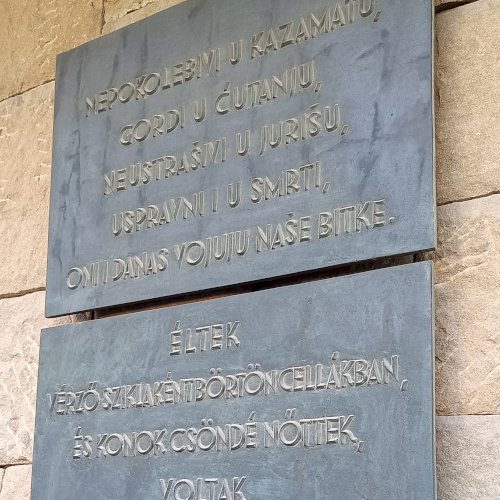 NEPOKOLEBIVI U KAZAMATU,
GORDI U ĆUTANJU,
NEUSTRAŠIVI U JURIŠU,
USPRAVNI I U SMRTI,
ONI I DANAS VOJUJU NAŠE BITKE.
ÉLTEK
VÉRZŐ SZIKLAKÉNT BÖRTÖNCELLÁKBAN,
ÉS KONOK CSÖNDÉ NŐTTEK,
VOLTAK